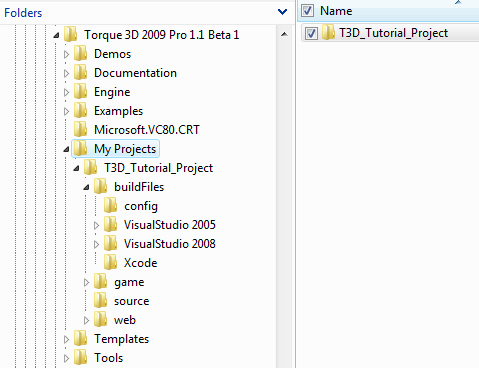 Folders
Torque 3D 2009 Pro 1.1 Beta 1
Demos
Documentation
Engine
Examples
Microsoft.VC80.CRT
My Projects
T3D_Tutorial_Project
buildFiles
config
VisualStudio 2005
VisualStudio 2008
Xcode
game
source
web
Templates
Tools
Name
T3D_Tutorial_Project